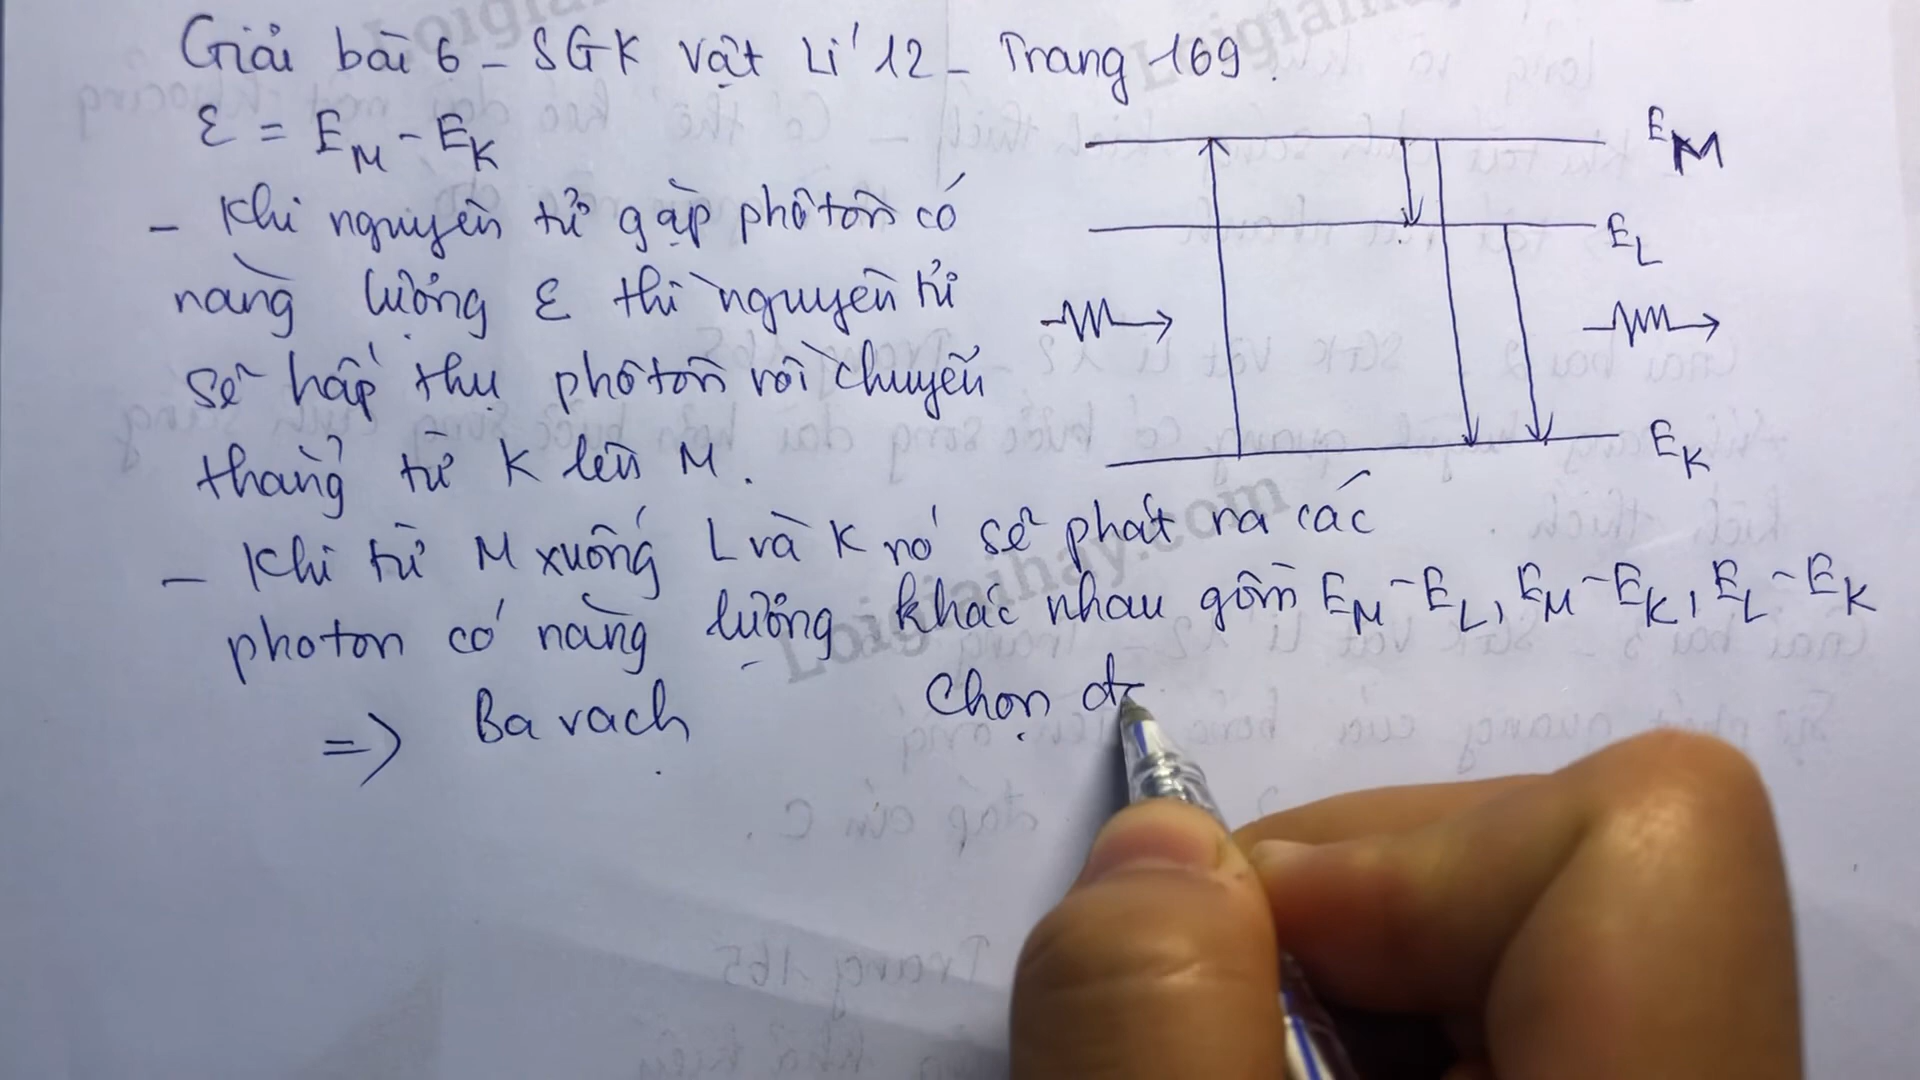 Giải bài 6 - SGK Vật Lí 12 - Trang 169.
ε = E_M - E_K
- Khi nguyên tử gặp phôtôn có
năng lượng ε thì nguyên tử
sẽ hấp thụ phôtôn rồi chuyển
thẳng từ K lên M.
- Khi từ M xuống L và K nó sẽ phát ra các
photon có năng lượng khác nhau gồm E_M - E_L, E_M - E_K, E_L - E_K
=> Ba vạch
Chọn
E_M
E_L
E_K
Loigiaihay.com